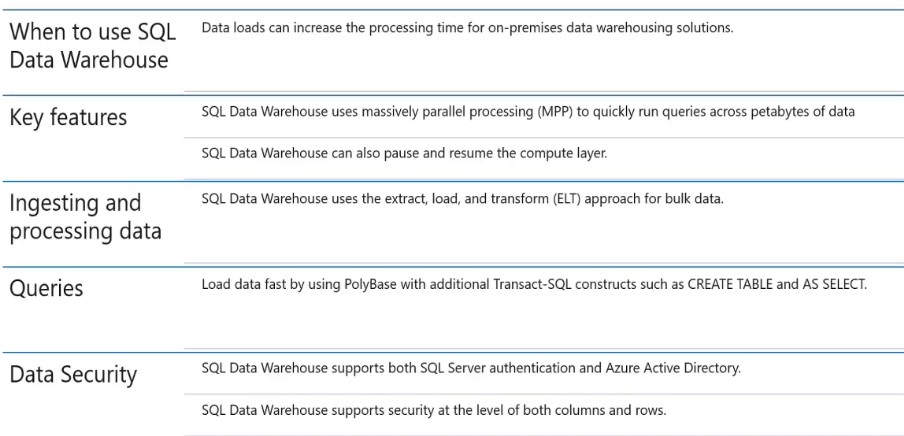 When to use SQL
Data Warehouse
Data loads can increase the processing time for on-premises data warehousing solutions.
Key features
SQL Data Warehouse uses massively parallel processing (MPP) to quickly run queries across petabytes of data
SQL Data Warehouse can also pause and resume the compute layer.
Ingesting and
processing data
SQL Data Warehouse uses the extract, load, and transform (ELT) approach for bulk data.
Queries
Load data fast by using PolyBase with additional Transact-SQL constructs such as CREATE TABLE and AS SELECT.
Data Security
SQL Data Warehouse supports both SQL Server authentication and Azure Active Directory.
SQL Data Warehouse supports security at the level of both columns and rows.